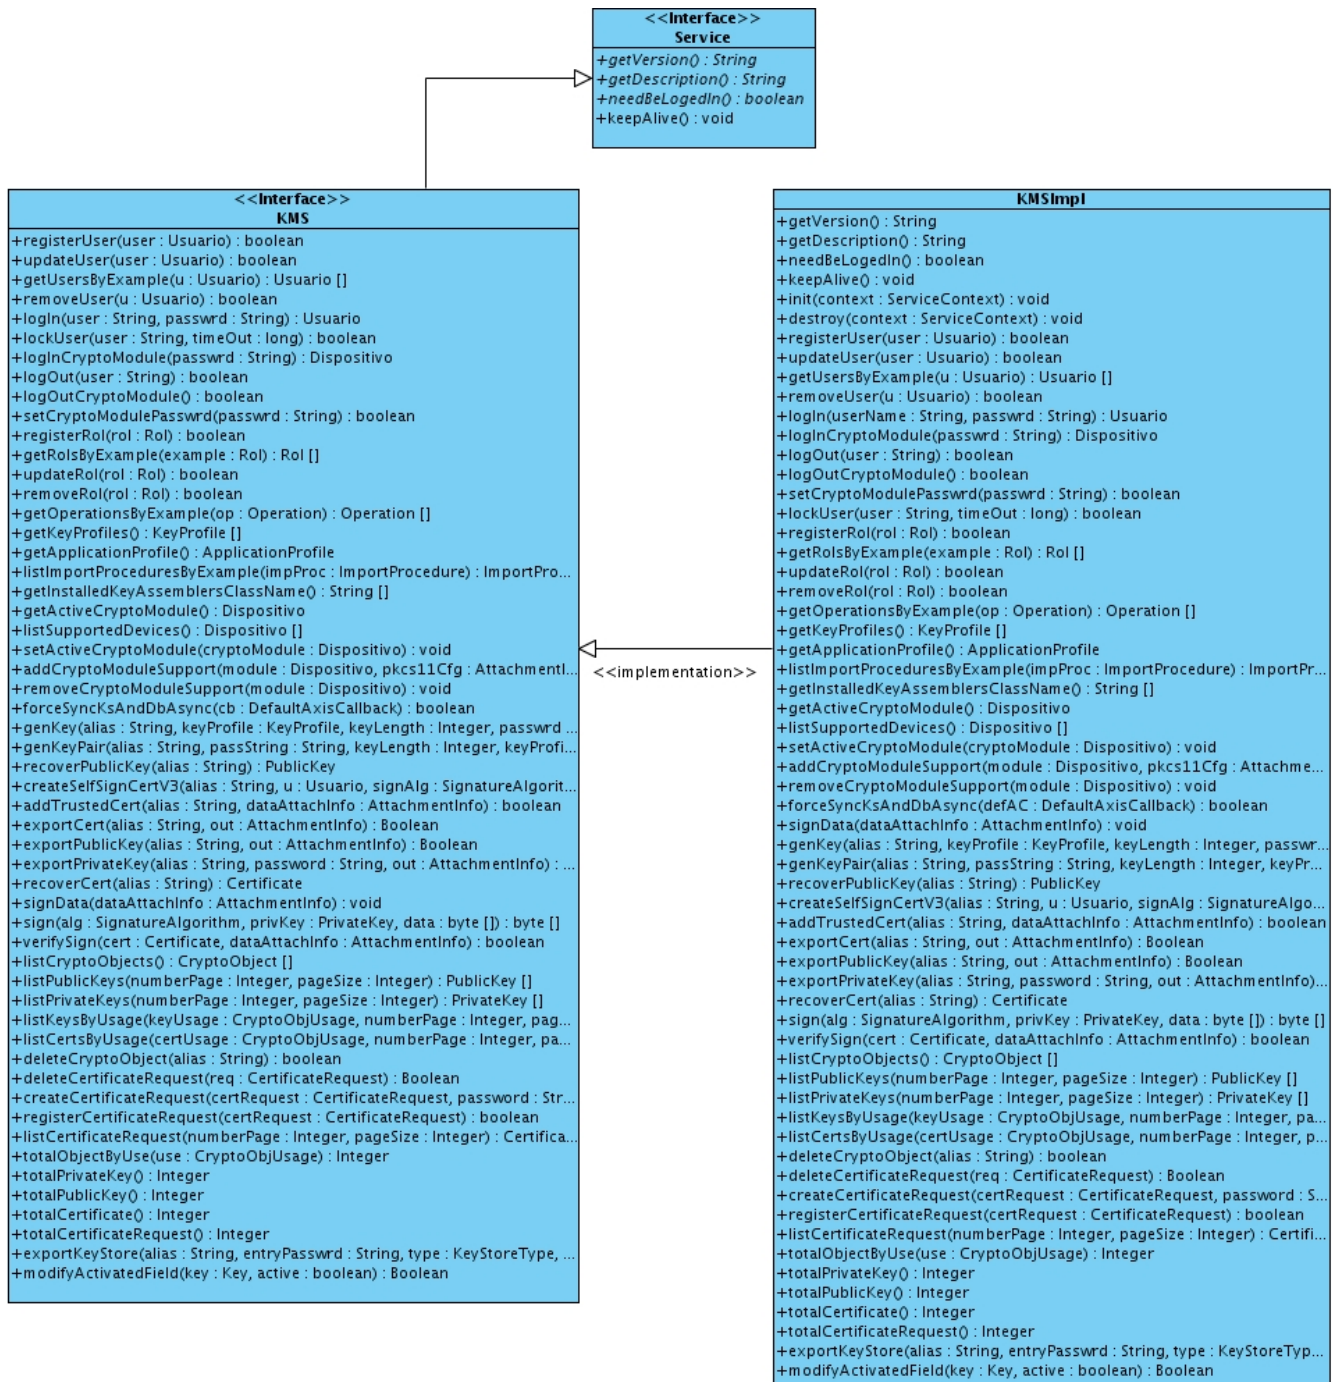 <<Interface>>
Service
+getVersion() : String
+getDescription() : String
+needBeLogedIn() : boolean
+keepAlive() : void
<<Interface>>
KMS
+registerUser(user : Usuario) : boolean
+updateUser(user : Usuario) : boolean
+getUsersByExample(u : Usuario) : Usuario []
+removeUser(u : Usuario) : boolean
+logIn(user : String, passwrd : String) : Usuario
+lockUser(user : String, timeOut : long) : boolean
+logInCryptoModule(passwrd : String) : Dispositivo
+logOut(user : String) : boolean
+logOutCryptoModule() : boolean
+setCryptoModulePasswrd(passwrd : String) : boolean
+registerRol(rol : Rol) : boolean
+getRolsByExample(example : Rol) : Rol []
+updateRol(rol : Rol) : boolean
+removeRol(rol : Rol) : boolean
+getOperationsByExample(op : Operation) : Operation []
+getKeyProfiles() : KeyProfile []
+getApplicationProfile() : ApplicationProfile
+listImportProceduresByExample(impProc : ImportProcedure) : ImportPro...
+getInstalledKeyAssemblersClassName() : String []
+getActiveCryptoModule() : Dispositivo
+listSupportedDevices() : Dispositivo []
+setActiveCryptoModule(cryptoModule : Dispositivo) : void
+addCryptoModuleSupport(module : Dispositivo, pkcs11Cfg : AttachmentI...
+removeCryptoModuleSupport(module : Dispositivo) : void
+forceSyncKsAndDbAsync(cb : DefaultAxisCallback) : boolean
+genKey(alias : String, keyProfile : KeyProfile, keyLength : Integer, passwrd ...
+genKeyPair(alias : String, passString : String, keyLength : Integer, keyProfi...
+recoverPublicKey(alias : String) : PublicKey
+createSelfSignCertV3(alias : String, u : Usuario, signAlg : SignatureAlgorit...
+addTrustedCert(alias : String, dataAttachInfo : AttachmentInfo) : boolean
+exportCert(alias : String, out : AttachmentInfo) : Boolean
+exportPublicKey(alias : String, out : AttachmentInfo) : Boolean
+exportPrivateKey(alias : String, password : String, out : AttachmentInfo) : ...
+recoverCert(alias : String) : Certificate
+signData(dataAttachInfo : AttachmentInfo) : void
+sign(alg : SignatureAlgorithm, privKey : PrivateKey, data : byte []) : byte []
+verifySign(cert : Certificate, dataAttachInfo : AttachmentInfo) : boolean
+listCryptoObjects() : CryptoObject []
+listPublicKeys(numberPage : Integer, pageSize : Integer) : PublicKey []
+listPrivateKeys(numberPage : Integer, pageSize : Integer) : PrivateKey []
+listKeysByUsage(keyUsage : CryptoObjUsage, numberPage : Integer, pag...
+listCertsByUsage(certUsage : CryptoObjUsage, numberPage : Integer, pa...
+deleteCryptoObject(alias : String) : boolean
+deleteCertificateRequest(req : CertificateRequest) : Boolean
+createCertificateRequest(certRequest : CertificateRequest, password : Str...
+registerCertificateRequest(certRequest : CertificateRequest) : boolean
+listCertificateRequest(numberPage : Integer, pageSize : Integer) : Certifica...
+totalObjectByUse(use : CryptoObjUsage) : Integer
+totalPrivateKey() : Integer
+totalPublicKey() : Integer
+totalCertificate() : Integer
+totalCertificateRequest() : Integer
+exportKeyStore(alias : String, entryPasswrd : String, type : KeyStoreType, ...
+modifyActivatedField(key : Key, active : boolean) : Boolean
<<implementation>>
KMSImpl
+getVersion() : String
+getDescription() : String
+needBeLogedIn() : boolean
+keepAlive() : void
+init(context : ServiceContext) : void
+destroy(context : ServiceContext) : void
+registerUser(user : Usuario) : boolean
+updateUser(user : Usuario) : boolean
+getUsersByExample(u : Usuario) : Usuario []
+removeUser(u : Usuario) : boolean
+logIn(userName : String, passwrd : String) : Usuario
+logInCryptoModule(passwrd : String) : Dispositivo
+logOut(user : String) : boolean
+logOutCryptoModule() : boolean
+setCryptoModulePasswrd(passwrd : String) : boolean
+lockUser(user : String, timeOut : long) : boolean
+registerRol(rol : Rol) : boolean
+getRolsByExample(example : Rol) : Rol []
+updateRol(rol : Rol) : boolean
+removeRol(rol : Rol) : boolean
+getOperationsByExample(op : Operation) : Operation []
+getKeyProfiles() : KeyProfile []
+getApplicationProfile() : ApplicationProfile
+listImportProceduresByExample(impProc : ImportProcedure) : ImportPr...
+getInstalledKeyAssemblersClassName() : String []
+getActiveCryptoModule() : Dispositivo
+listSupportedDevices() : Dispositivo []
+setActiveCryptoModule(cryptoModule : Dispositivo) : void
+addCryptoModuleSupport(module : Dispositivo, pkcs11Cfg : Attachme...
+removeCryptoModuleSupport(module : Dispositivo) : void
+forceSyncKsAndDbAsync(defAC : DefaultAxisCallback) : boolean
+signData(dataAttachInfo : AttachmentInfo) : void
+genKey(alias : String, keyProfile : KeyProfile, keyLength : Integer, passwr...
+genKeyPair(alias : String, passString : String, keyLength : Integer, keyPr...
+recoverPublicKey(alias : String) : PublicKey
+createSelfSignCertV3(alias : String, u : Usuario, signAlg : SignatureAlgo...
+addTrustedCert(alias : String, dataAttachInfo : AttachmentInfo) : boolean
+exportCert(alias : String, out : AttachmentInfo) : Boolean
+exportPublicKey(alias : String, out : AttachmentInfo) : Boolean
+exportPrivateKey(alias : String, password : String, out : AttachmentInfo)...
+recoverCert(alias : String) : Certificate
+sign(alg : SignatureAlgorithm, privKey : PrivateKey, data : byte []) : byte []
+verifySign(cert : Certificate, dataAttachInfo : AttachmentInfo) : boolean
+listCryptoObjects() : CryptoObject []
+listPublicKeys(numberPage : Integer, pageSize : Integer) : PublicKey []
+listPrivateKeys(numberPage : Integer, pageSize : Integer) : PrivateKey []
+listKeysByUsage(keyUsage : CryptoObjUsage, numberPage : Integer, pa...
+listCertsByUsage(certUsage : CryptoObjUsage, numberPage : Integer, p...
+deleteCryptoObject(alias : String) : boolean
+deleteCertificateRequest(req : CertificateRequest) : Boolean
+createCertificateRequest(certRequest : CertificateRequest, password : S...
+registerCertificateRequest(certRequest : CertificateRequest) : boolean
+listCertificateRequest(numberPage : Integer, pageSize : Integer) : Certifi...
+totalObjectByUse(use : CryptoObjUsage) : Integer
+totalPrivateKey() : Integer
+totalPublicKey() : Integer
+totalCertificate() : Integer
+totalCertificateRequest() : Integer
+exportKeyStore(alias : String, entryPasswrd : String, type : KeyStoreTyp...
+modifyActivatedField(key : Key, active : boolean) : Boolean